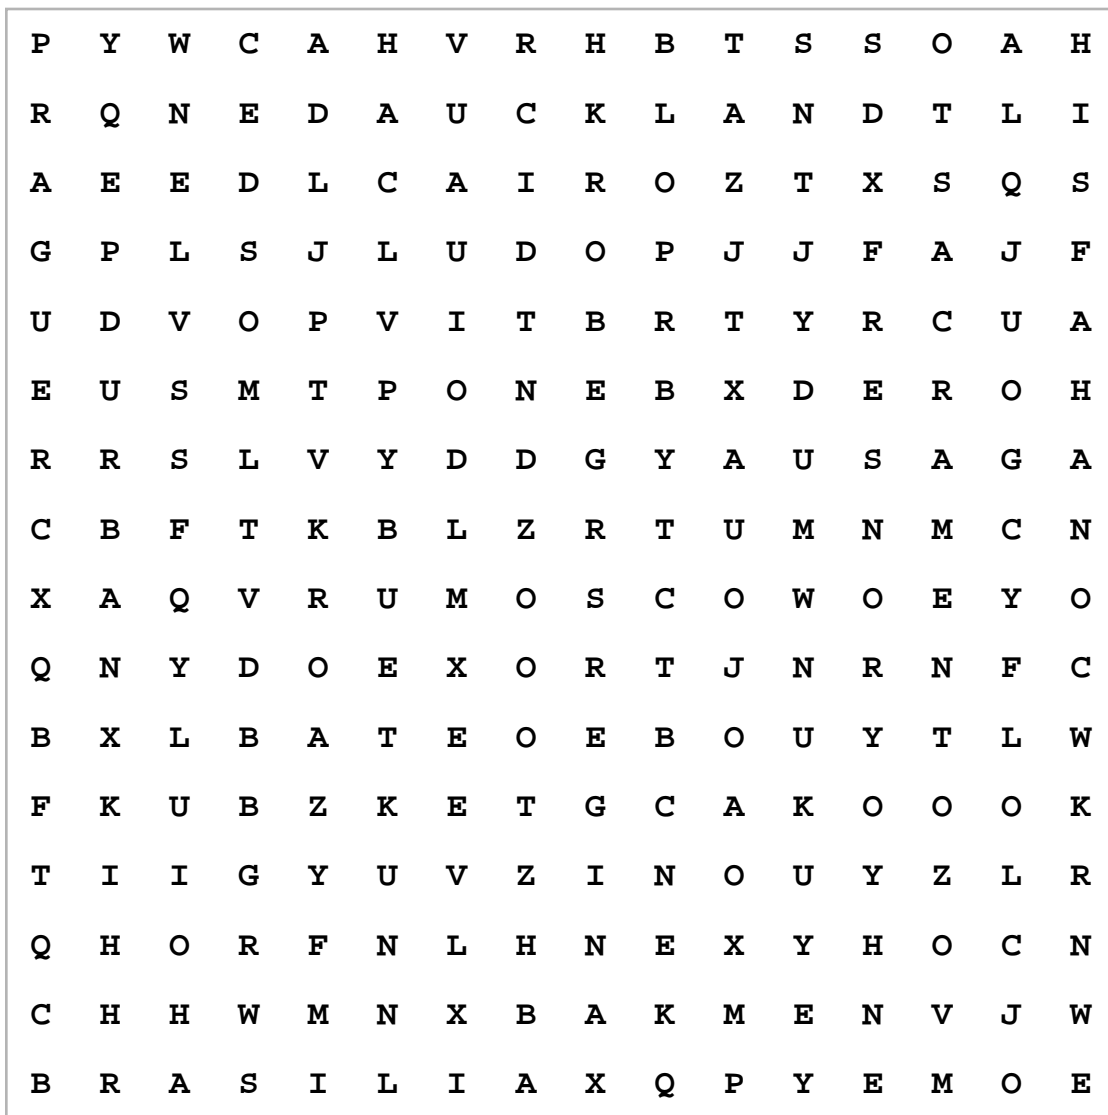 P Y W C A H V R H B T S S O A H
R Q N E D A U C K L A N D T L I
A E E D L C A I R O Z T X S Q S
G P L S J L U D O P J J F A J F
U D V O P V I T B R T Y R C U A
E U S M T P O N E B X D E R O H
R R S L V Y D D G Y A U S A G A
C B F T K B L Z R T U M N M C N
X A Q V R U M O S C O W O E Y O
Q N Y D O E X O R T J N R N F C
B X L B A T E O E B O U Y T L W
F K U B Z K E T G C A K O O O K
T I I G Y U V Z I N O U Y Z L R
Q H O R F N L H N E X Y H O C N
C H H W M N X B A K M E N V J W
B R A S I L I A X Q P Y E M O E